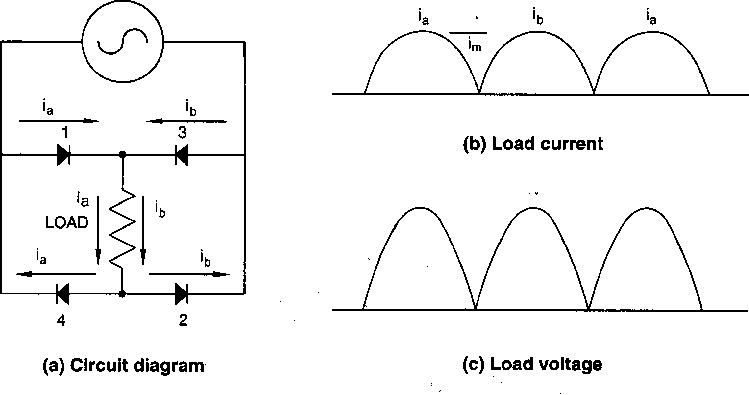 ia
ib
1
3
ia
LOAD
ib
ia
ib
4
2
(a) Circuit diagram
ia
im
ib
ia
(b) Load current
(c) Load voltage